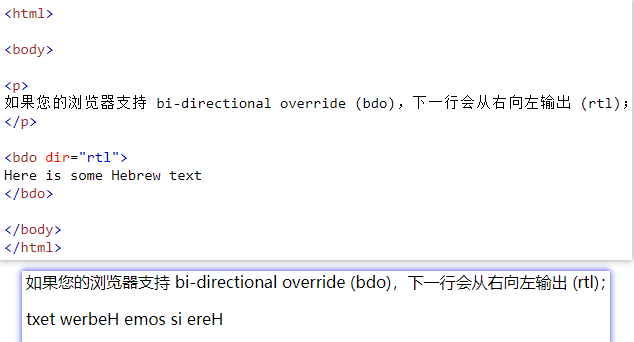 <html>
<body>
<p>
如果您的浏览器支持 bi-directional override (bdo)，下一行会从右向左输出 (rtl)；
</p>
<bdo dir="rtl">
Here is some Hebrew text
</bdo>
</body>
</html>
如果您的浏览器支持 bi-directional override (bdo)，下一行会从右向左输出 (rtl)；
txet werbeH emos si ereH